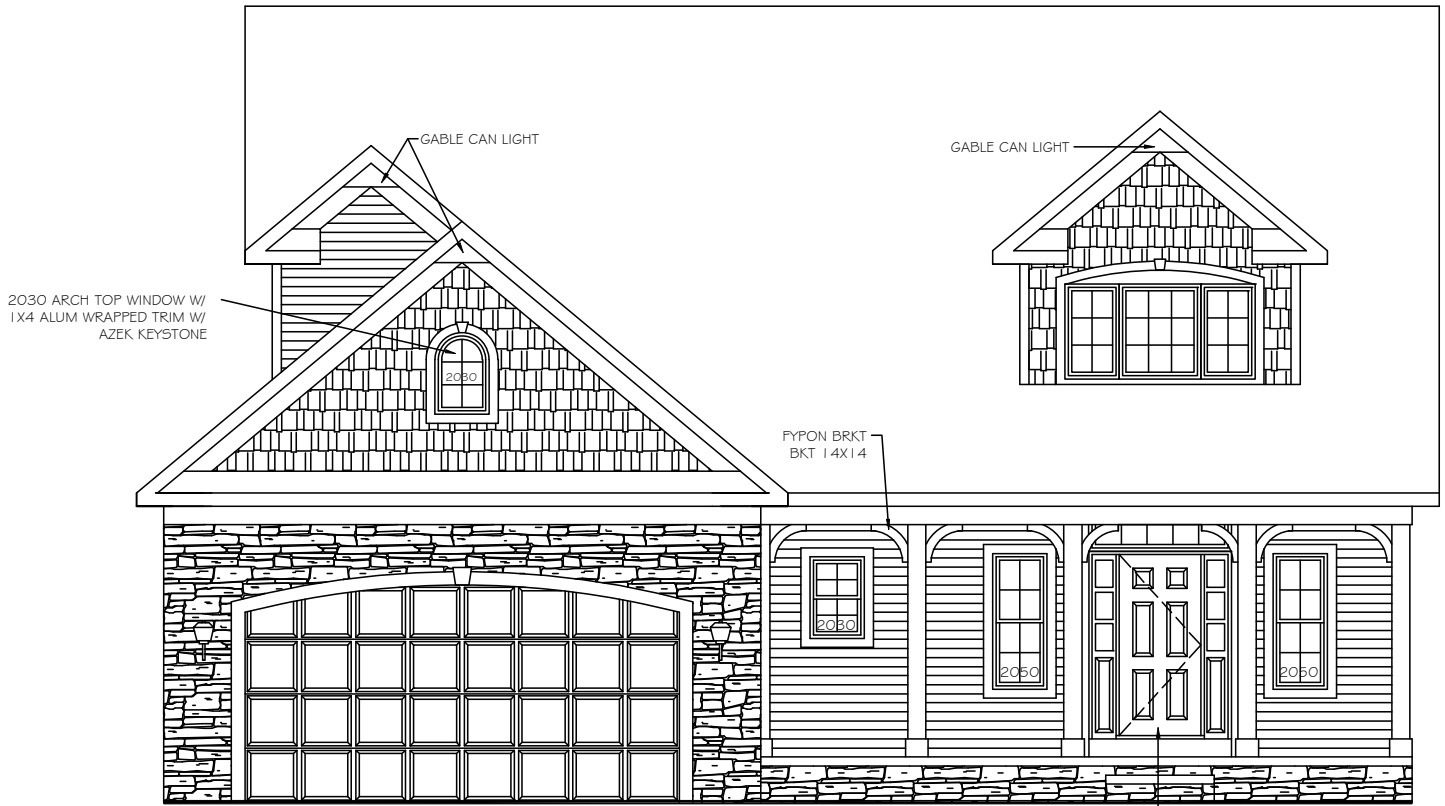 GABLE CAN LIGHT
GABLE CAN LIGHT
2030 ARCH TOP WINDOW W/
1X4 ALUM WRAPPED TRIM W/
AZEK KEYSTONE
2030
FYPON BRKT
BKT 14X14
2030
2050
2050